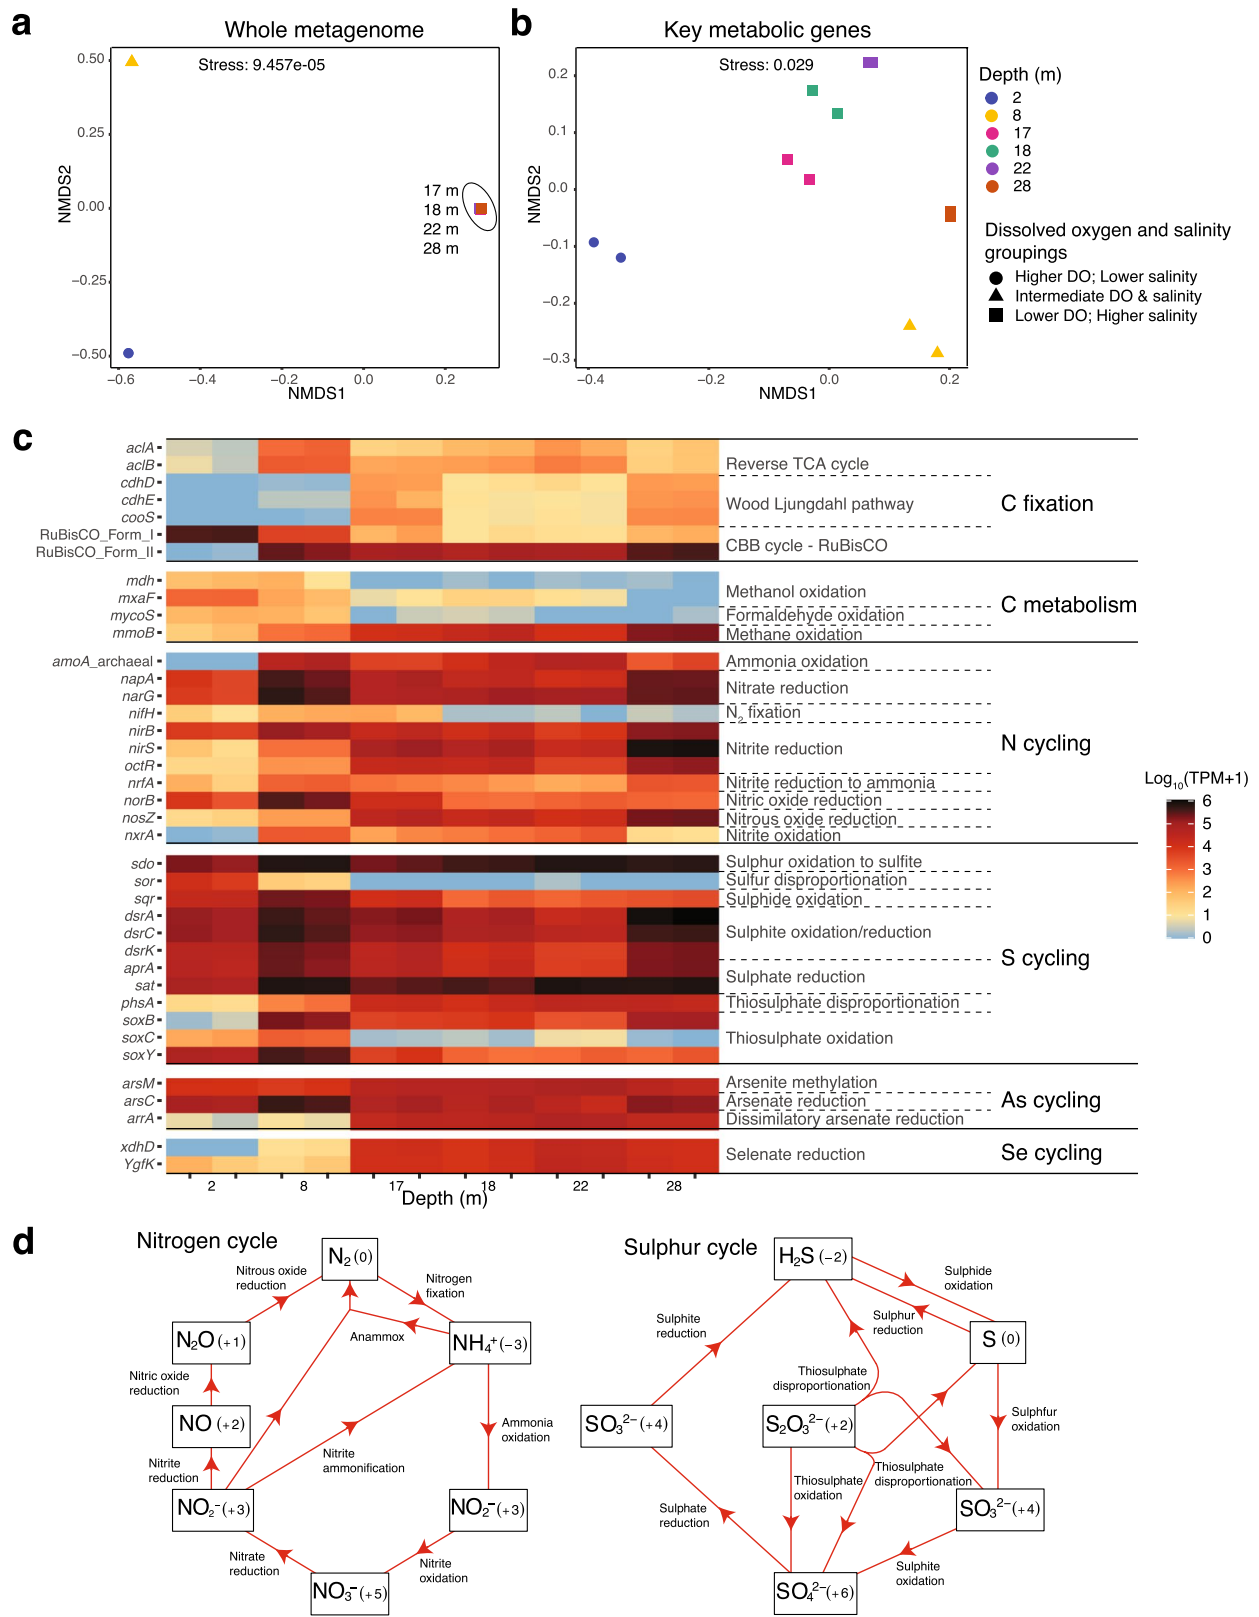 a
Whole metagenome
Stress: 9.457e-05
NMDS2
0.50
0.25
0.00
−0.25
−0.50
17 m
18 m
22 m
28 m
−0.6
−0.4
−0.2
0.0
0.2
NMDS1
b
Key metabolic genes
Stress: 0.029
NMDS2
0.2
0.1
0.0
−0.1
−0.2
−0.3
−0.4
−0.2
0.0
0.2
NMDS1
Depth (m)
2
8
17
18
22
28
Dissolved oxygen and salinity
groupings
Higher DO; Lower salinity
Intermediate DO & salinity
Lower DO; Higher salinity
c
aclA
aclB
cdhD
cdhE
cooS
RuBisCO_Form_I
RuBisCO_Form_II
Reverse TCA cycle
Wood Ljungdahl pathway
CBB cycle - RuBisCO
C fixation
mdh
mxaF
mycoS
mmoB
Methanol oxidation
Formaldehyde oxidation
Methane oxidation
C metabolism
amoA_archaeal
napA
narG
nifH
nirB
nirS
octR
nrfA
norB
nosZ
nxrA
Ammonia oxidation
Nitrate reduction
N₂ fixation
Nitrite reduction
Nitrite reduction to ammonia
Nitric oxide reduction
Nitrous oxide reduction
Nitrite oxidation
N cycling
sdo
sor
sqr
dsrA
dsrC
dsrK
aprA
sat
phsA
soxB
soxC
soxY
Sulphur oxidation to sulfite
Sulfur disproportionation
Sulphide oxidation
Sulphite oxidation/reduction
Sulphate reduction
Thiosulphate disproportionation
Thiosulphate oxidation
S cycling
arsM
arsC
arrA
Arsenite methylation
Arsenate reduction
Dissimilatory arsenate reduction
As cycling
xdhD
YgfK
Selenate reduction
Se cycling
2
8
17
18
22
28
Depth (m)
Log₁₀(TPM+1)
6
5
4
3
2
1
0
d
Nitrogen cycle
N₂ (0)
Nitrous oxide
reduction
Nitrogen
fixation
N₂O (+1)
Anammox
NH₄⁺ (−3)
Nitric oxide
reduction
NO (+2)
Ammonia
oxidation
Nitrite
ammonification
Nitrite
reduction
NO₂⁻ (+3)
NO₂⁻ (+3)
Nitrate
reduction
Nitrite
oxidation
NO₃⁻ (+5)
Sulphur cycle
H₂S (−2)
Sulphide
oxidation
Sulphite
reduction
Sulphur
reduction
S (0)
Thiosulphate
disproportionation
SO₃²⁻ (+4)
S₂O₃²⁻ (+2)
Sulphfur
oxidation
Thiosulphate
oxidation
Thiosulphate
disproportionation
SO₃²⁻ (+4)
Sulphate
reduction
Sulphite
oxidation
SO₄²⁻ (+6)